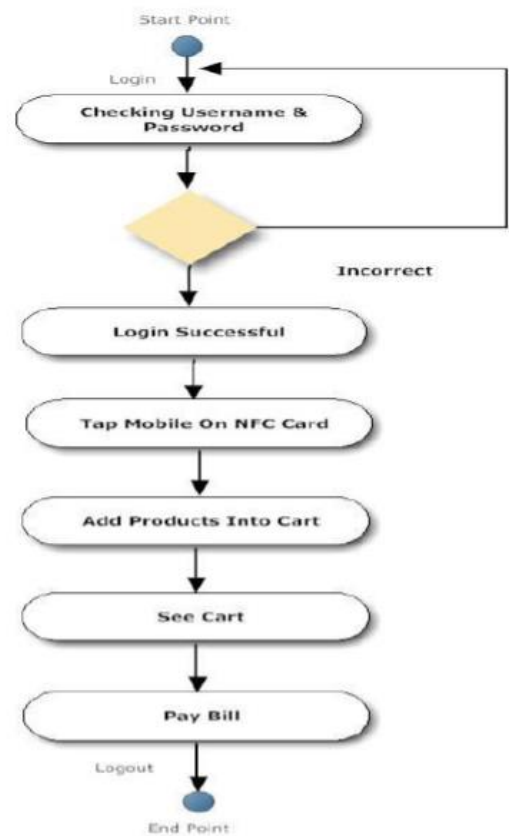 Start Point
Login
Checking Username &
Password
Incorrect
Login Successful
Tap Mobile On NFC Card
Add Products Into Cart
See Cart
Pay Bill
Logout
End Point